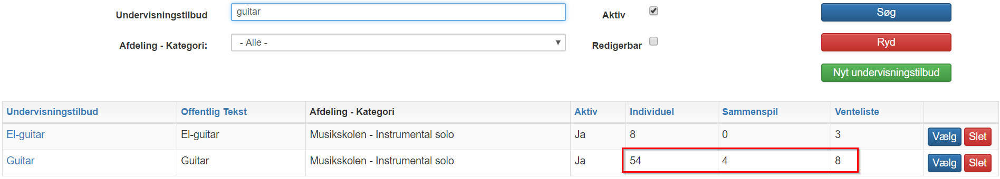 Undervisningstilbud guitar Aktiv Søg
Afdeling - Kategori: - Alle - Redigerbar Ryd
Nyt undervisningstilbud
Undervisningstilbud Offentlig Tekst Afdeling - Kategori Aktiv Individuel Sammenspil Venteliste
El-guitar El-guitar Musikskolen - Instrumental solo Ja 8 0 3 Vælg Slet
Guitar Guitar Musikskolen - Instrumental solo Ja 54 4 8 Vælg Slet